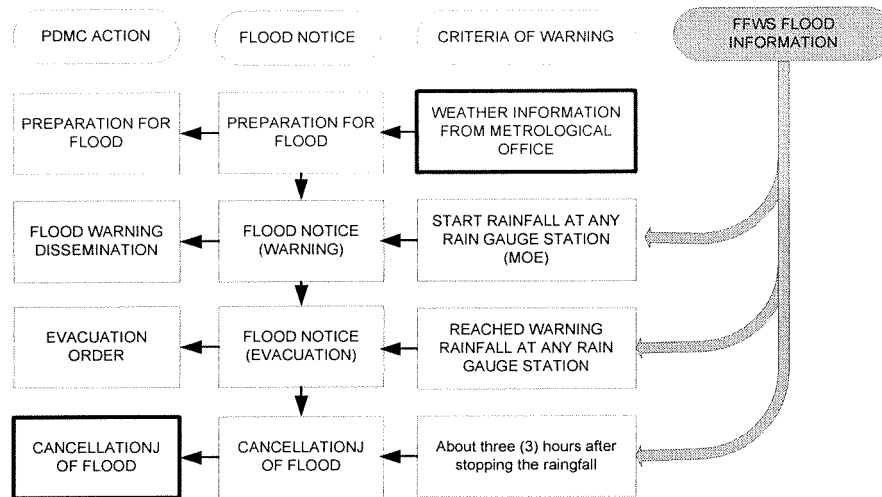 PDMC ACTION
FLOOD NOTICE
CRITERIA OF WARNING
FFWS FLOOD
INFORMATION
PREPARATION FOR
FLOOD
PREPARATION FOR
FLOOD
WEATHER INFORMATION
FROM METROLOGICAL
OFFICE
FLOOD WARNING
DISSEMINATION
FLOOD NOTICE
(WARNING)
START RAINFALL AT ANY
RAIN GAUGE STATION
(MOE)
EVACUATION
ORDER
FLOOD NOTICE
(EVACUATION)
REACHED WARNING
RAINFALL AT ANY RAIN
GAUGE STATION
CANCELLATIONJ
OF FLOOD
CANCELLATIONJ
OF FLOOD
About three (3) hours after
stopping the rainfall